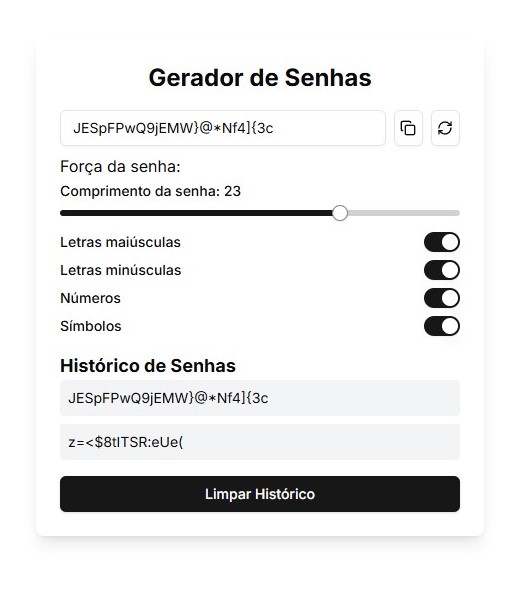 Gerador de Senhas
JESpFPwQ9jEMW}@*Nf4]{3c
Força da senha:
Comprimento da senha: 23
Letras maiúsculas
Letras minúsculas
Números
Símbolos
Histórico de Senhas
JESpFPwQ9jEMW}@*Nf4]{3c
z=<$8tITSR:eUe(
Limpar Histórico